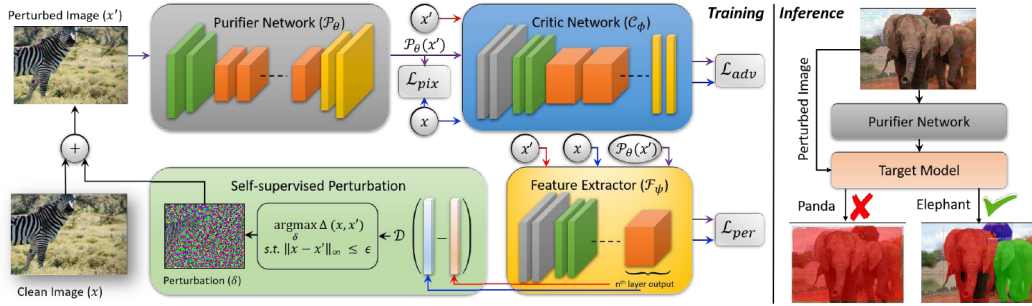 Perturbed Image (x′)
Purifier Network (𝒫θ)
x′
Critic Network (𝒞ϕ)
Training
Inference
𝒫θ(x′)
ℒpix
ℒadv
x
Perturbed Image
Purifier Network
Target Model
Panda
Elephant
+
x′
x
𝒫θ(x′)
Self-supervised Perturbation
Feature Extractor (ℱψ)
argmax Δ (x, x′)
δ
s.t. ‖x − x′‖∞ ≤ ϵ
𝒟
−
ℒper
nth layer output
Perturbation (δ)
Clean Image (x)